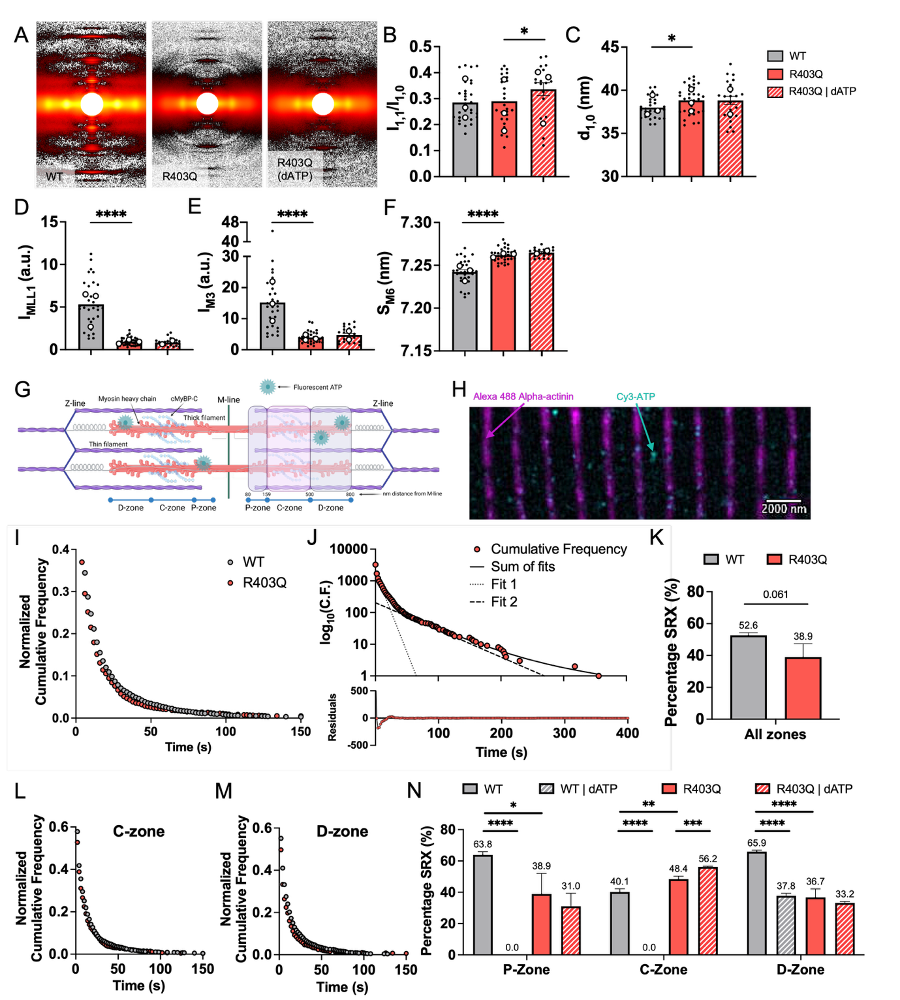 A
WT
R403Q
R403Q
(dATP)
B
*
I1,1/I1,0
0.5
0.4
0.3
0.2
0.1
0.0
C
*
d1,0 (nm)
45
40
35
30
WT
R403Q
R403Q | dATP
D
****
IMLL1 (a.u.)
15
10
5
0
E
****
IM3 (a.u.)
48
40
30
20
10
0
F
****
SM6 (nm)
7.30
7.25
7.20
7.15
G
Fluorescent ATP
Z-line
Myosin heavy chain
cMyBP-C
M-line
Z-line
Thick filament
Thin filament
80 159 500 800
nm distance from M-line
D-zone C-zone P-zone
P-zone C-zone D-zone
H
Alexa 488 Alpha-actinin
Cy3-ATP
2000 nm
I
Normalized
Cumulative Frequency
0.4
0.3
0.2
0.1
0.0
0 50 100 150
Time (s)
WT
R403Q
J
log10(C.F.)
10000
1000
100
10
1
Cumulative Frequency
Sum of fits
Fit 1
Fit 2
Residuals
500
0
-500
100 200 300 400
Time (s)
K
WT
R403Q
Percentage SRX (%)
80
60
40
20
0
0.061
52.6
38.9
All zones
L
C-zone
Normalized
Cumulative Frequency
0.6
0.4
0.2
0.0
0 50 100 150
Time (s)
M
D-zone
Normalized
Cumulative Frequency
0.6
0.4
0.2
0.0
0 50 100 150
Time (s)
N
WT
WT | dATP
R403Q
R403Q | dATP
Percentage SRX (%)
80
60
40
20
0
* ** ****
**** **** *** ****
63.8
0.0
38.9
31.0
40.1
0.0
48.4
56.2
65.9
37.8
36.7
33.2
P-Zone
C-Zone
D-Zone